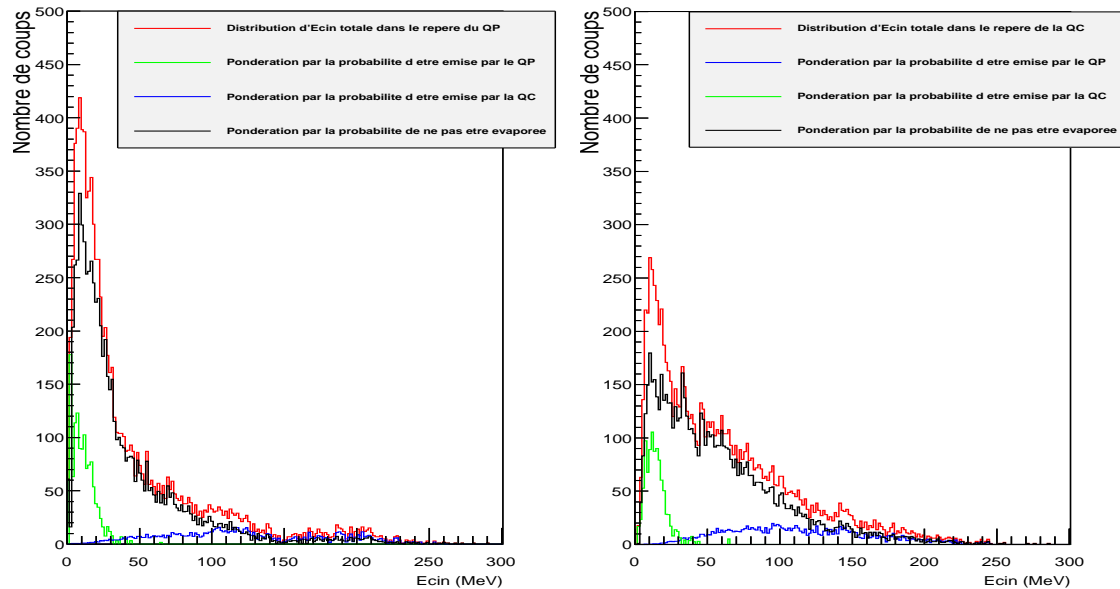 Nombre de coups
500
450
400
350
300
250
200
150
100
50
0
Distribution d'Ecin totale dans le repere du QP
Ponderation par la probabilite d etre emise par le QP
Ponderation par la probabilite d etre emise par la QC
Ponderation par la probabilite de ne pas etre evaporee
0 50 100 150 200 250 300
Ecin (MeV)
Nombre de coups
500
450
400
350
300
250
200
150
100
50
0
Distribution d'Ecin totale dans le repere de la QC
Ponderation par la probabilite d etre emise par le QP
Ponderation par la probabilite d etre emise par la QC
Ponderation par la probabilite de ne pas etre evaporee
0 50 100 150 200 250 300
Ecin (MeV)